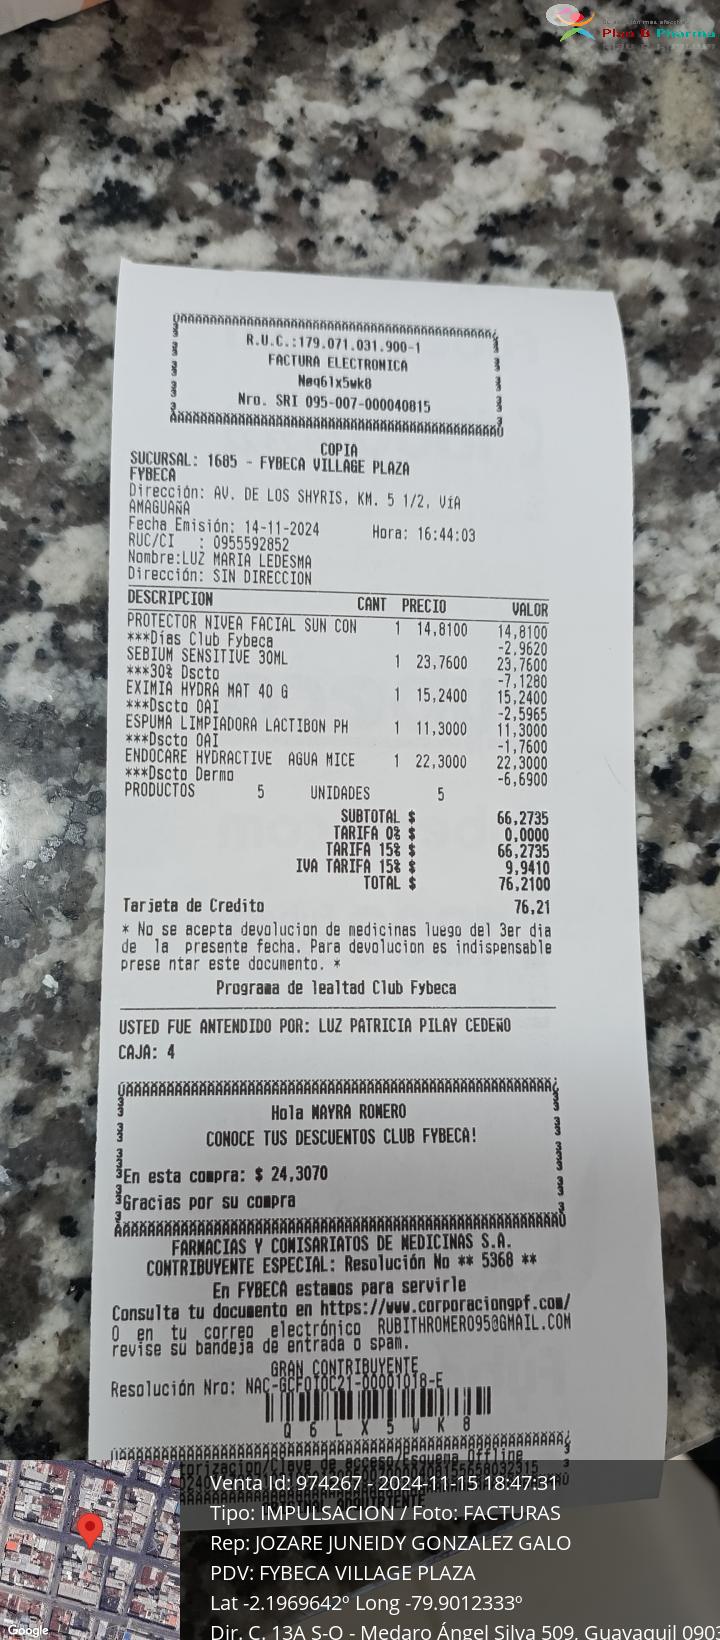 Plan B Pharma
R.U.C.:179.071.031.900-1
FACTURA ELECTRONICA
Nøq6lx5wk8
Nro. SRI 095-007-000040815
COPIA
SUCURSAL: 1685 - FYBECA VILLAGE PLAZA
FYBECA
Dirección: AV. DE LOS SHYRIS, KM. 5 1/2, VíA
AMAGUAÑA
Fecha Emisión: 14-11-2024 Hora: 16:44:03
RUC/CI : 0955592852
Nombre:LUZ MARIA LEDESMA
Dirección: SIN DIRECCION
DESCRIPCION CANT PRECIO VALOR
PROTECTOR NIVEA FACIAL SUN CON 1 14,8100 14,8100
***Días Club Fybeca -2,9620
SEBIUM SENSITIVE 30ML 1 23,7600 23,7600
***30% Dscto -7,1280
EXIMIA HYDRA MAT 40 G 1 15,2400 15,2400
***Dscto OAI -2,5965
ESPUMA LIMPIADORA LACTIBON PH 1 11,3000 11,3000
***Dscto OAI -1,7600
ENDOCARE HYDRACTIVE AGUA MICE 1 22,3000 22,3000
***Dscto Dermo -6,6900
PRODUCTOS 5 UNIDADES 5
SUBTOTAL $ 66,2735
TARIFA 0% $ 0,0000
TARIFA 15% $ 66,2735
IVA TARIFA 15% $ 9,9410
TOTAL $ 76,2100
Tarjeta de Credito 76,21
* No se acepta devolucion de medicinas luego del 3er dia
de la presente fecha. Para devolucion es indispensable
prese ntar este documento. *
Programa de lealtad Club Fybeca
USTED FUE ANTENDIDO POR: LUZ PATRICIA PILAY CEDEÑO
CAJA: 4
Hola MAYRA ROMERO
CONOCE TUS DESCUENTOS CLUB FYBECA!
En esta compra: $ 24,3070
Gracias por su compra
FARMACIAS Y COMISARIATOS DE MEDICINAS S.A.
CONTRIBUYENTE ESPECIAL: Resolución No ** 5368 **
En FYBECA estamos para servirle
Consulta tu documento en https://www.corporaciongpf.com/
O en tu correo electrónico RUBITHROMERO95@GMAIL.COM
revise su bandeja de entrada o spam.
GRAN CONTRIBUYENTE
Resolución Nro: NAC-GCFOIOC21-00001018-E
Q 6 L X 5 W K 8
Venta Id: 974267 - 2024-11-15 18:47:31
Tipo: IMPULSACION / Foto: FACTURAS
Rep: JOZARE JUNEIDY GONZALEZ GALO
PDV: FYBECA VILLAGE PLAZA
Lat -2.1969642º Long -79.9012333º
Dir. C. 13A S-O - Medaro Ángel Silva 509, Guayaquil 090
Google